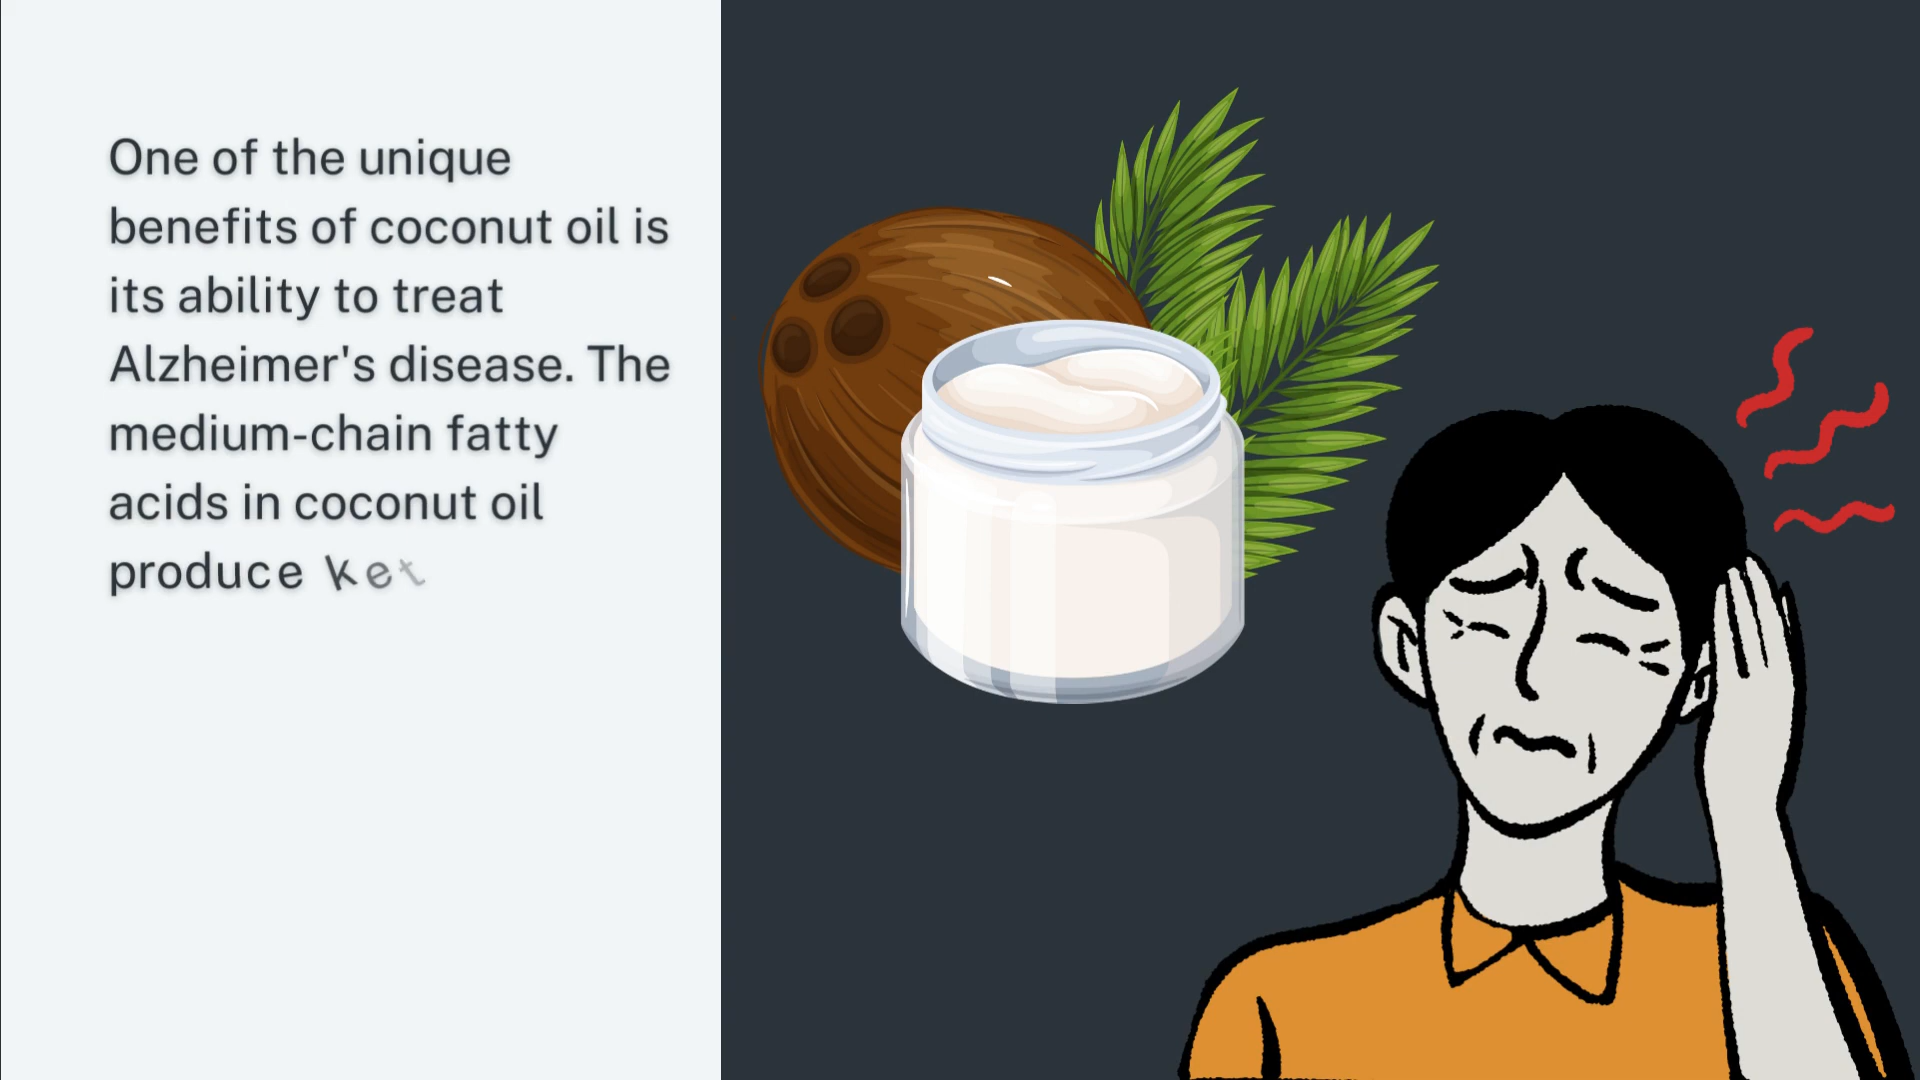 One of the unique
benefits of coconut oil is
its ability to treat
Alzheimer's disease. The
medium-chain fatty
acids in coconut oil
produce ket